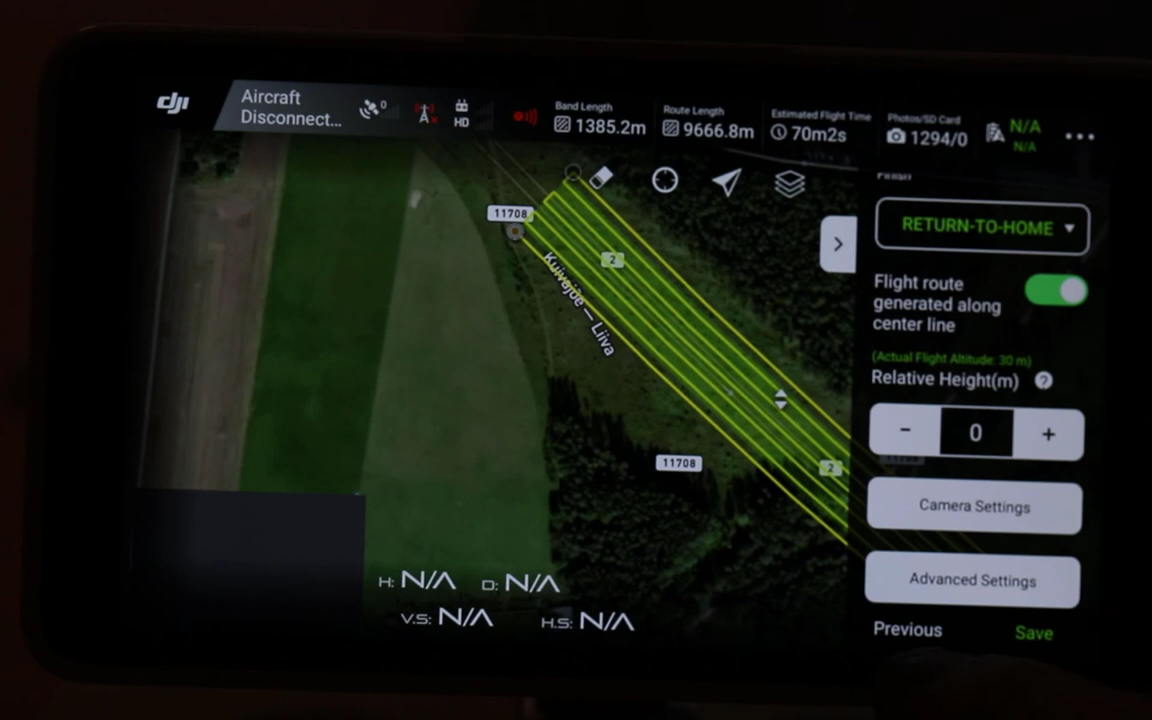 dji
Aircraft
Disconnect...
0
HD
Band Length
1385.2m
Route Length
9666.8m
Estimated Flight Time
70m2s
Photos/SD Card
1294/0
N/A
N/A
Finish
RETURN-TO-HOME
Flight route
generated along
center line
(Actual Flight Altitude: 30 m)
Relative Height(m) ?
- 0 +
Camera Settings
Advanced Settings
Previous
Save
11708
2
Kuivajõe — Liiva
11708
2
H: N/A
D: N/A
V.S: N/A
H.S: N/A